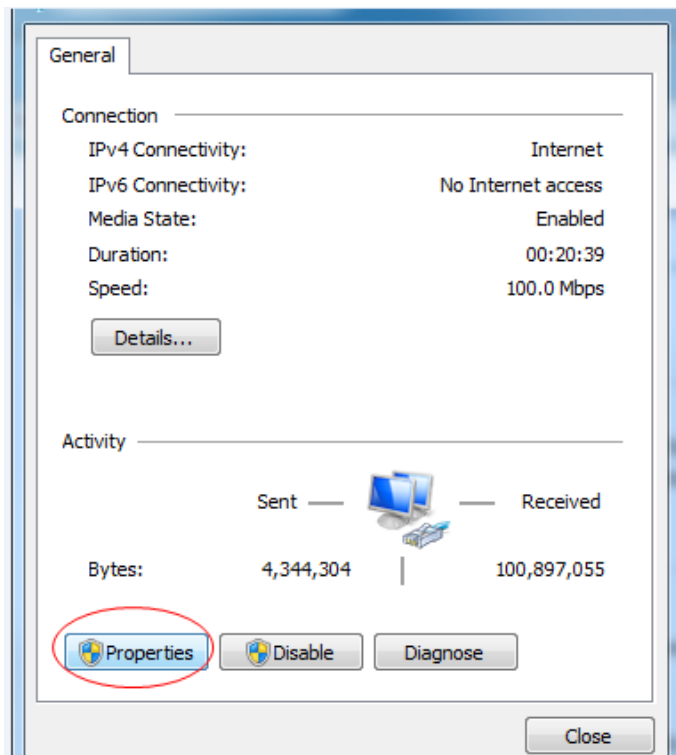 General
Connection
IPv4 Connectivity: Internet
IPv6 Connectivity: No Internet access
Media State: Enabled
Duration: 00:20:39
Speed: 100.0 Mbps
Details...
Activity
Sent Received
Bytes: 4,344,304 100,897,055
Properties Disable Diagnose
Close